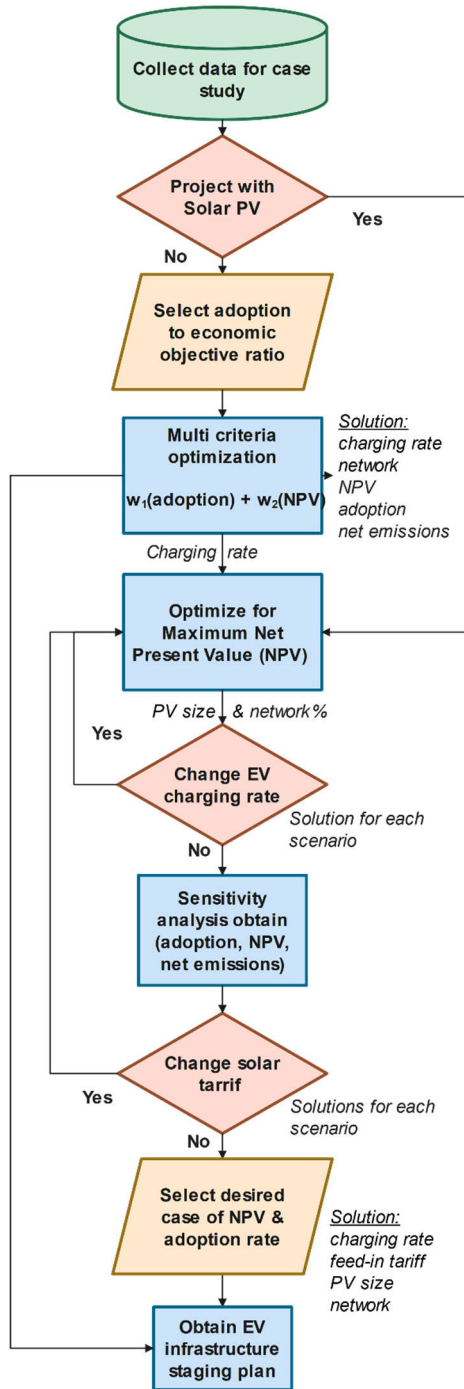 Collect data for case
study
Project with
Solar PV
Yes
No
Select adoption
to economic
objective ratio
Multi criteria
optimization
w₁(adoption) + w₂(NPV)
Solution:
charging rate
network
NPV
adoption
net emissions
Charging rate
Optimize for
Maximum Net
Present Value (NPV)
PV size & network%
Yes
Change EV
charging rate
Solution for each
scenario
No
Sensitivity
analysis obtain
(adoption, NPV,
net emissions)
Change solar
tarrif
Yes
Solutions for each
scenario
No
Select desired
case of NPV &
adoption rate
Solution:
charging rate
feed-in tariff
PV size
network
Obtain EV
infrastructure
staging plan